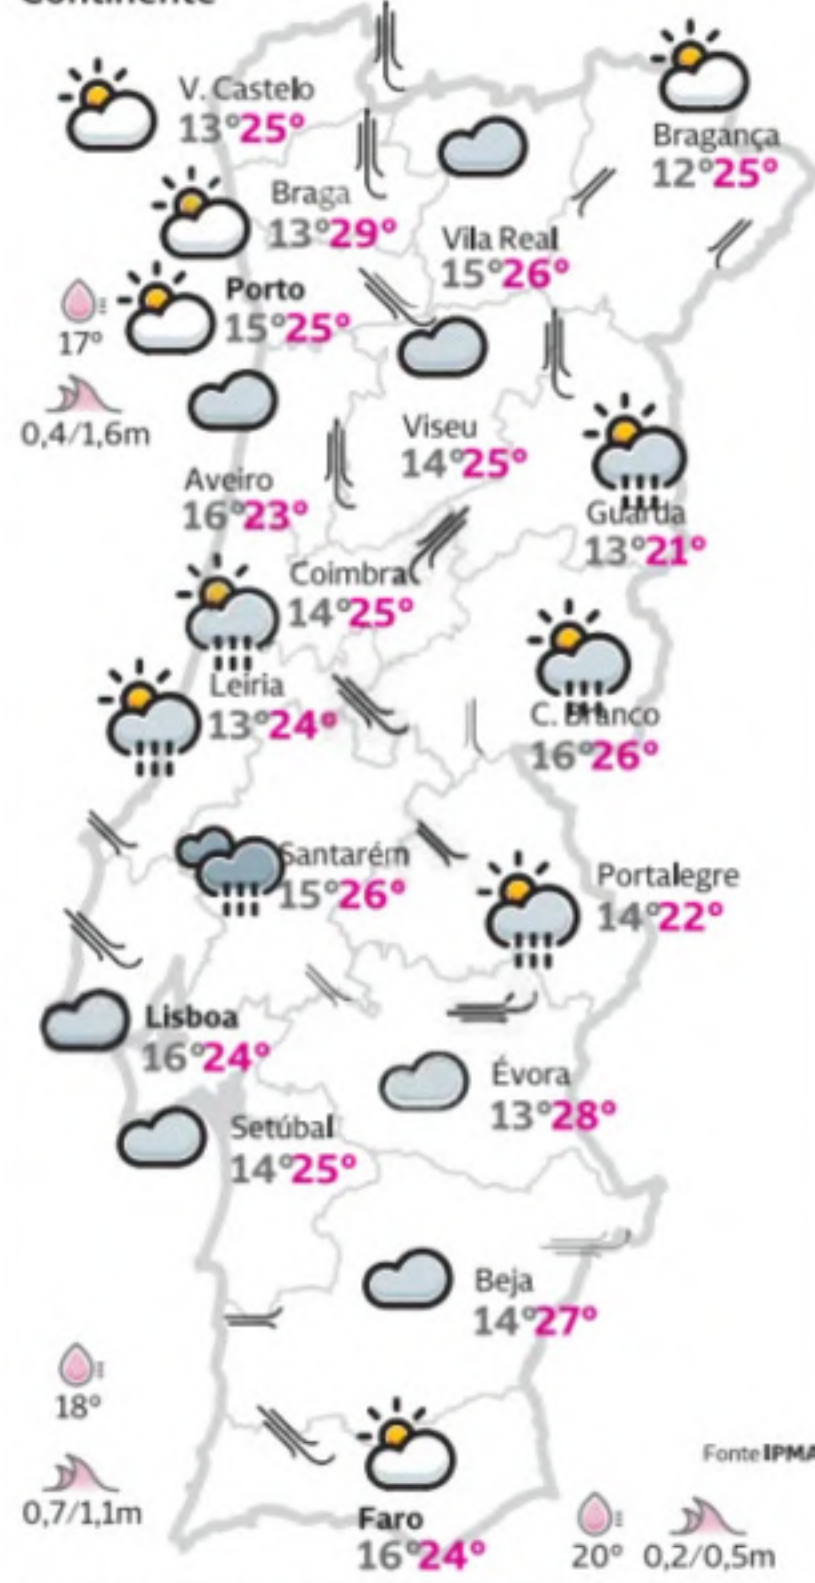 Continente
V. Castelo
13° 25°
Bragança
12° 25°
Braga
13° 29°
Vila Real
15° 26°
Porto
15° 25°
17°
0,4/1,6m
Viseu
14° 25°
Aveiro
16° 23°
Guarda
13° 21°
Coimbra
14° 25°
Leiria
13° 24°
C. Branco
16° 26°
Santarém
15° 26°
Portalegre
14° 22°
Lisboa
16° 24°
Évora
13° 28°
Setúbal
14° 25°
Beja
14° 27°
18°
0,7/1,1m
Fonte IPMA
Faro
16° 24°
20° 0,2/0,5m